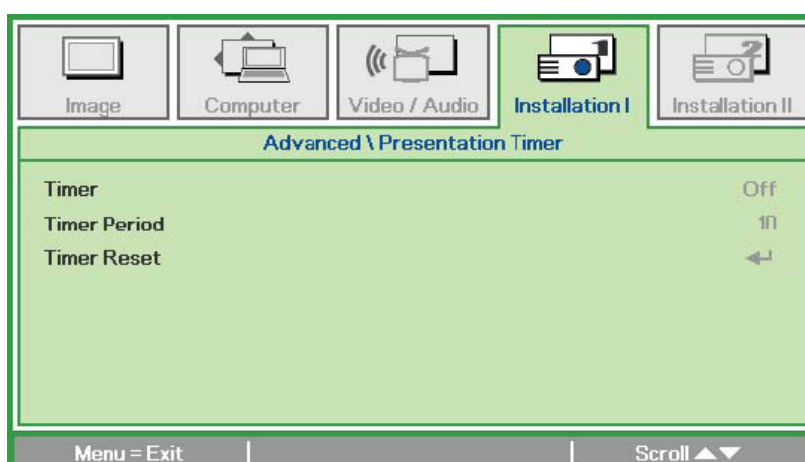 Image
Computer
Video / Audio
Installation I
Installation II
Advanced \ Presentation Timer
Timer Off
Timer Period
Timer Reset
Menu = Exit
Scroll ▲▼